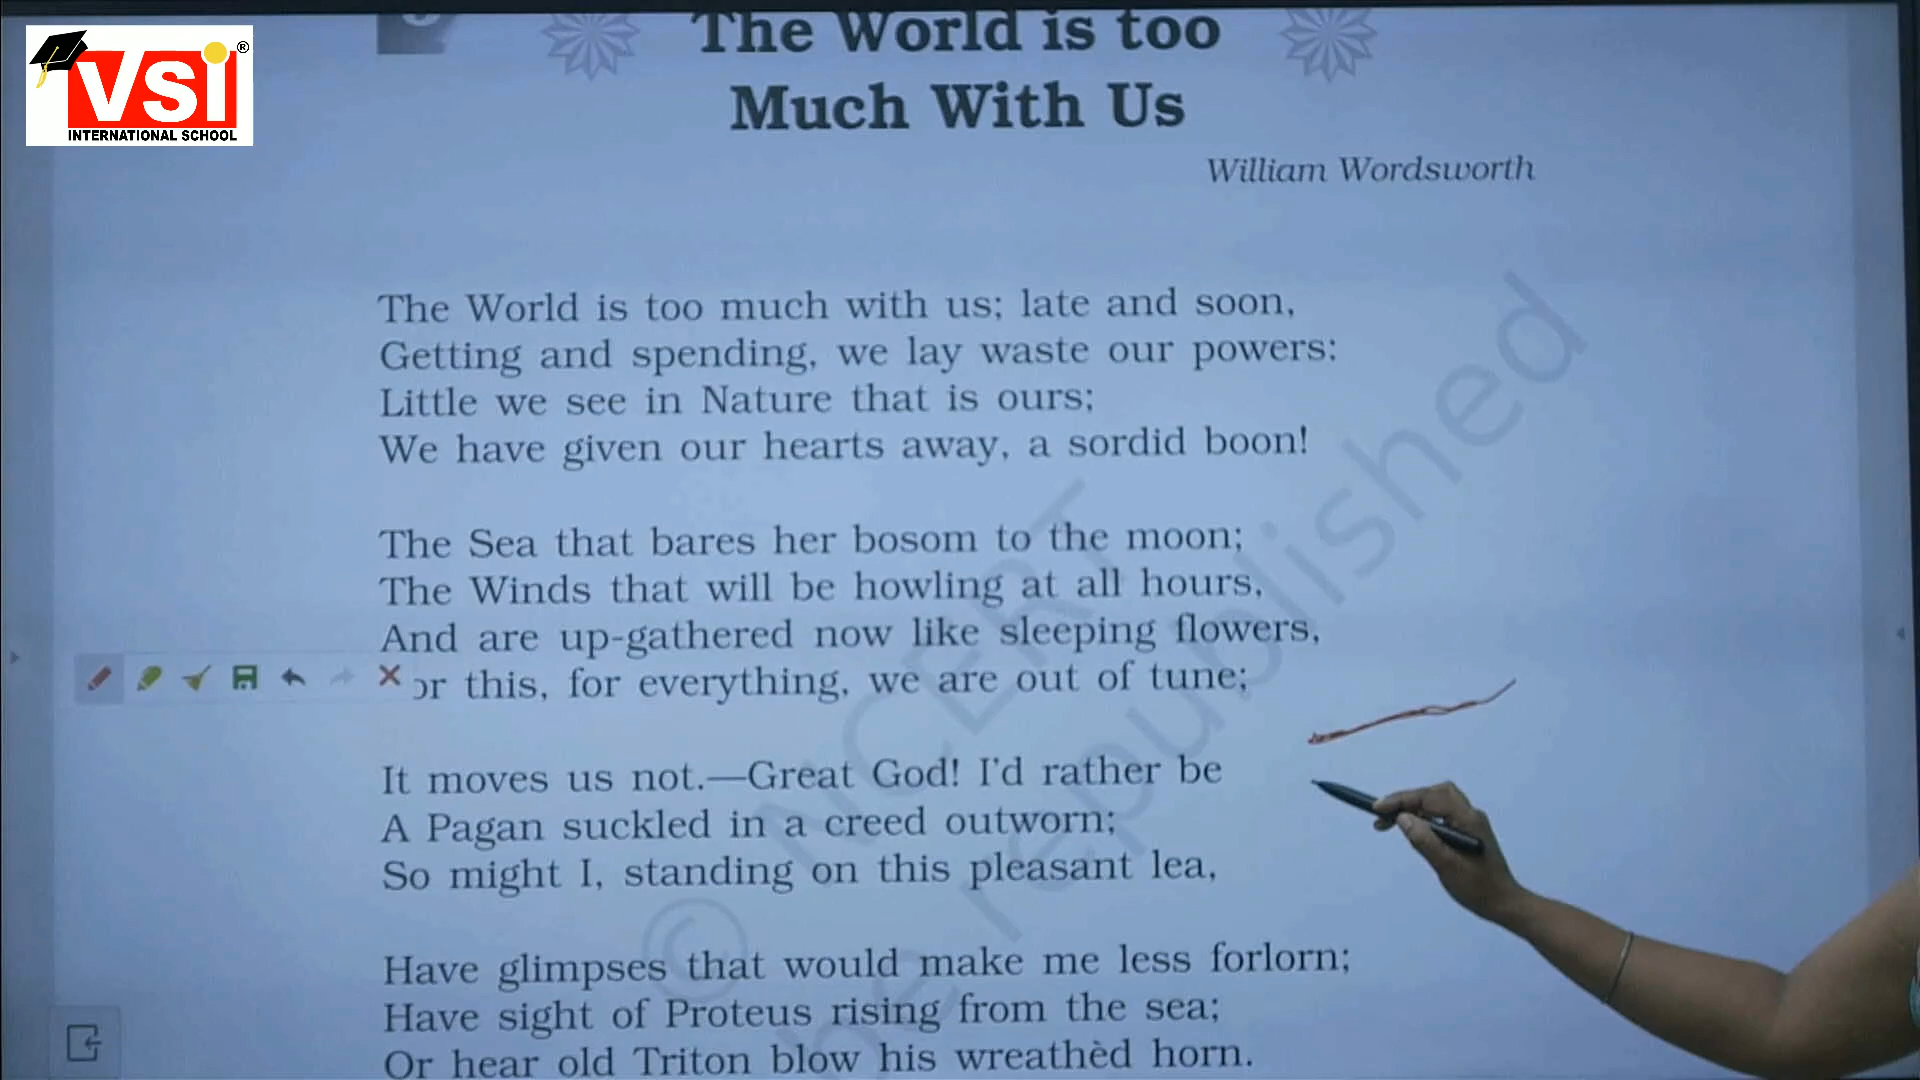 VSI®
INTERNATIONAL SCHOOL
The World is too
Much With Us
William Wordsworth
The World is too much with us; late and soon,
Getting and spending, we lay waste our powers:
Little we see in Nature that is ours;
We have given our hearts away, a sordid boon!
The Sea that bares her bosom to the moon;
The Winds that will be howling at all hours,
And are up-gathered now like sleeping flowers,
or this, for everything, we are out of tune;
It moves us not.—Great God! I'd rather be
A Pagan suckled in a creed outworn;
So might I, standing on this pleasant lea,
Have glimpses that would make me less forlorn;
Have sight of Proteus rising from the sea;
Or hear old Triton blow his wreathèd horn.
© NCERT
be republished